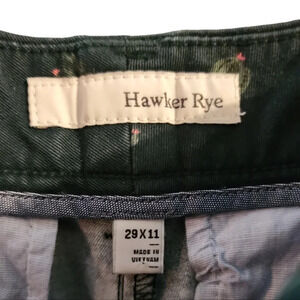 Hawker Rye
29X11
MADE IN
VIETNAM